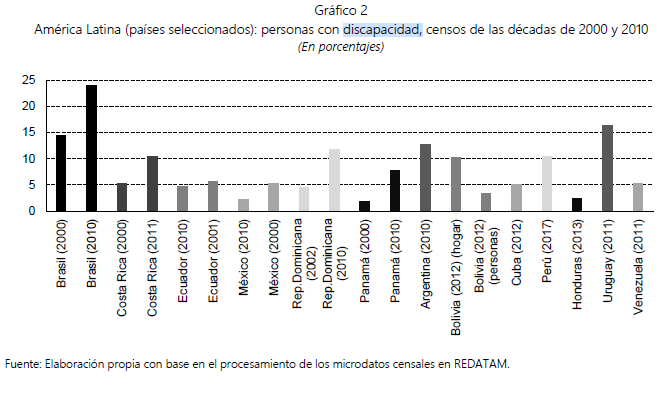 Gráfico 2
América Latina (países seleccionados): personas con discapacidad, censos de las décadas de 2000 y 2010
(En porcentajes)
25
20
15
10
5
0
Brasil (2000)
Brasil (2010)
Costa Rica (2000)
Costa Rica (2011)
Ecuador (2010)
Ecuador (2001)
México (2010)
México (2000)
Rep.Dominicana
(2002)
Rep.Dominicana
(2010)
Panamá (2000)
Panamá (2010)
Argentina (2010)
Bolivia (2012) (hogar)
Bolivia (2012)
(personas)
Cuba (2012)
Perú (2017)
Honduras (2013)
Uruguay (2011)
Venezuela (2011)
Fuente: Elaboración propia con base en el procesamiento de los microdatos censales en REDATAM.